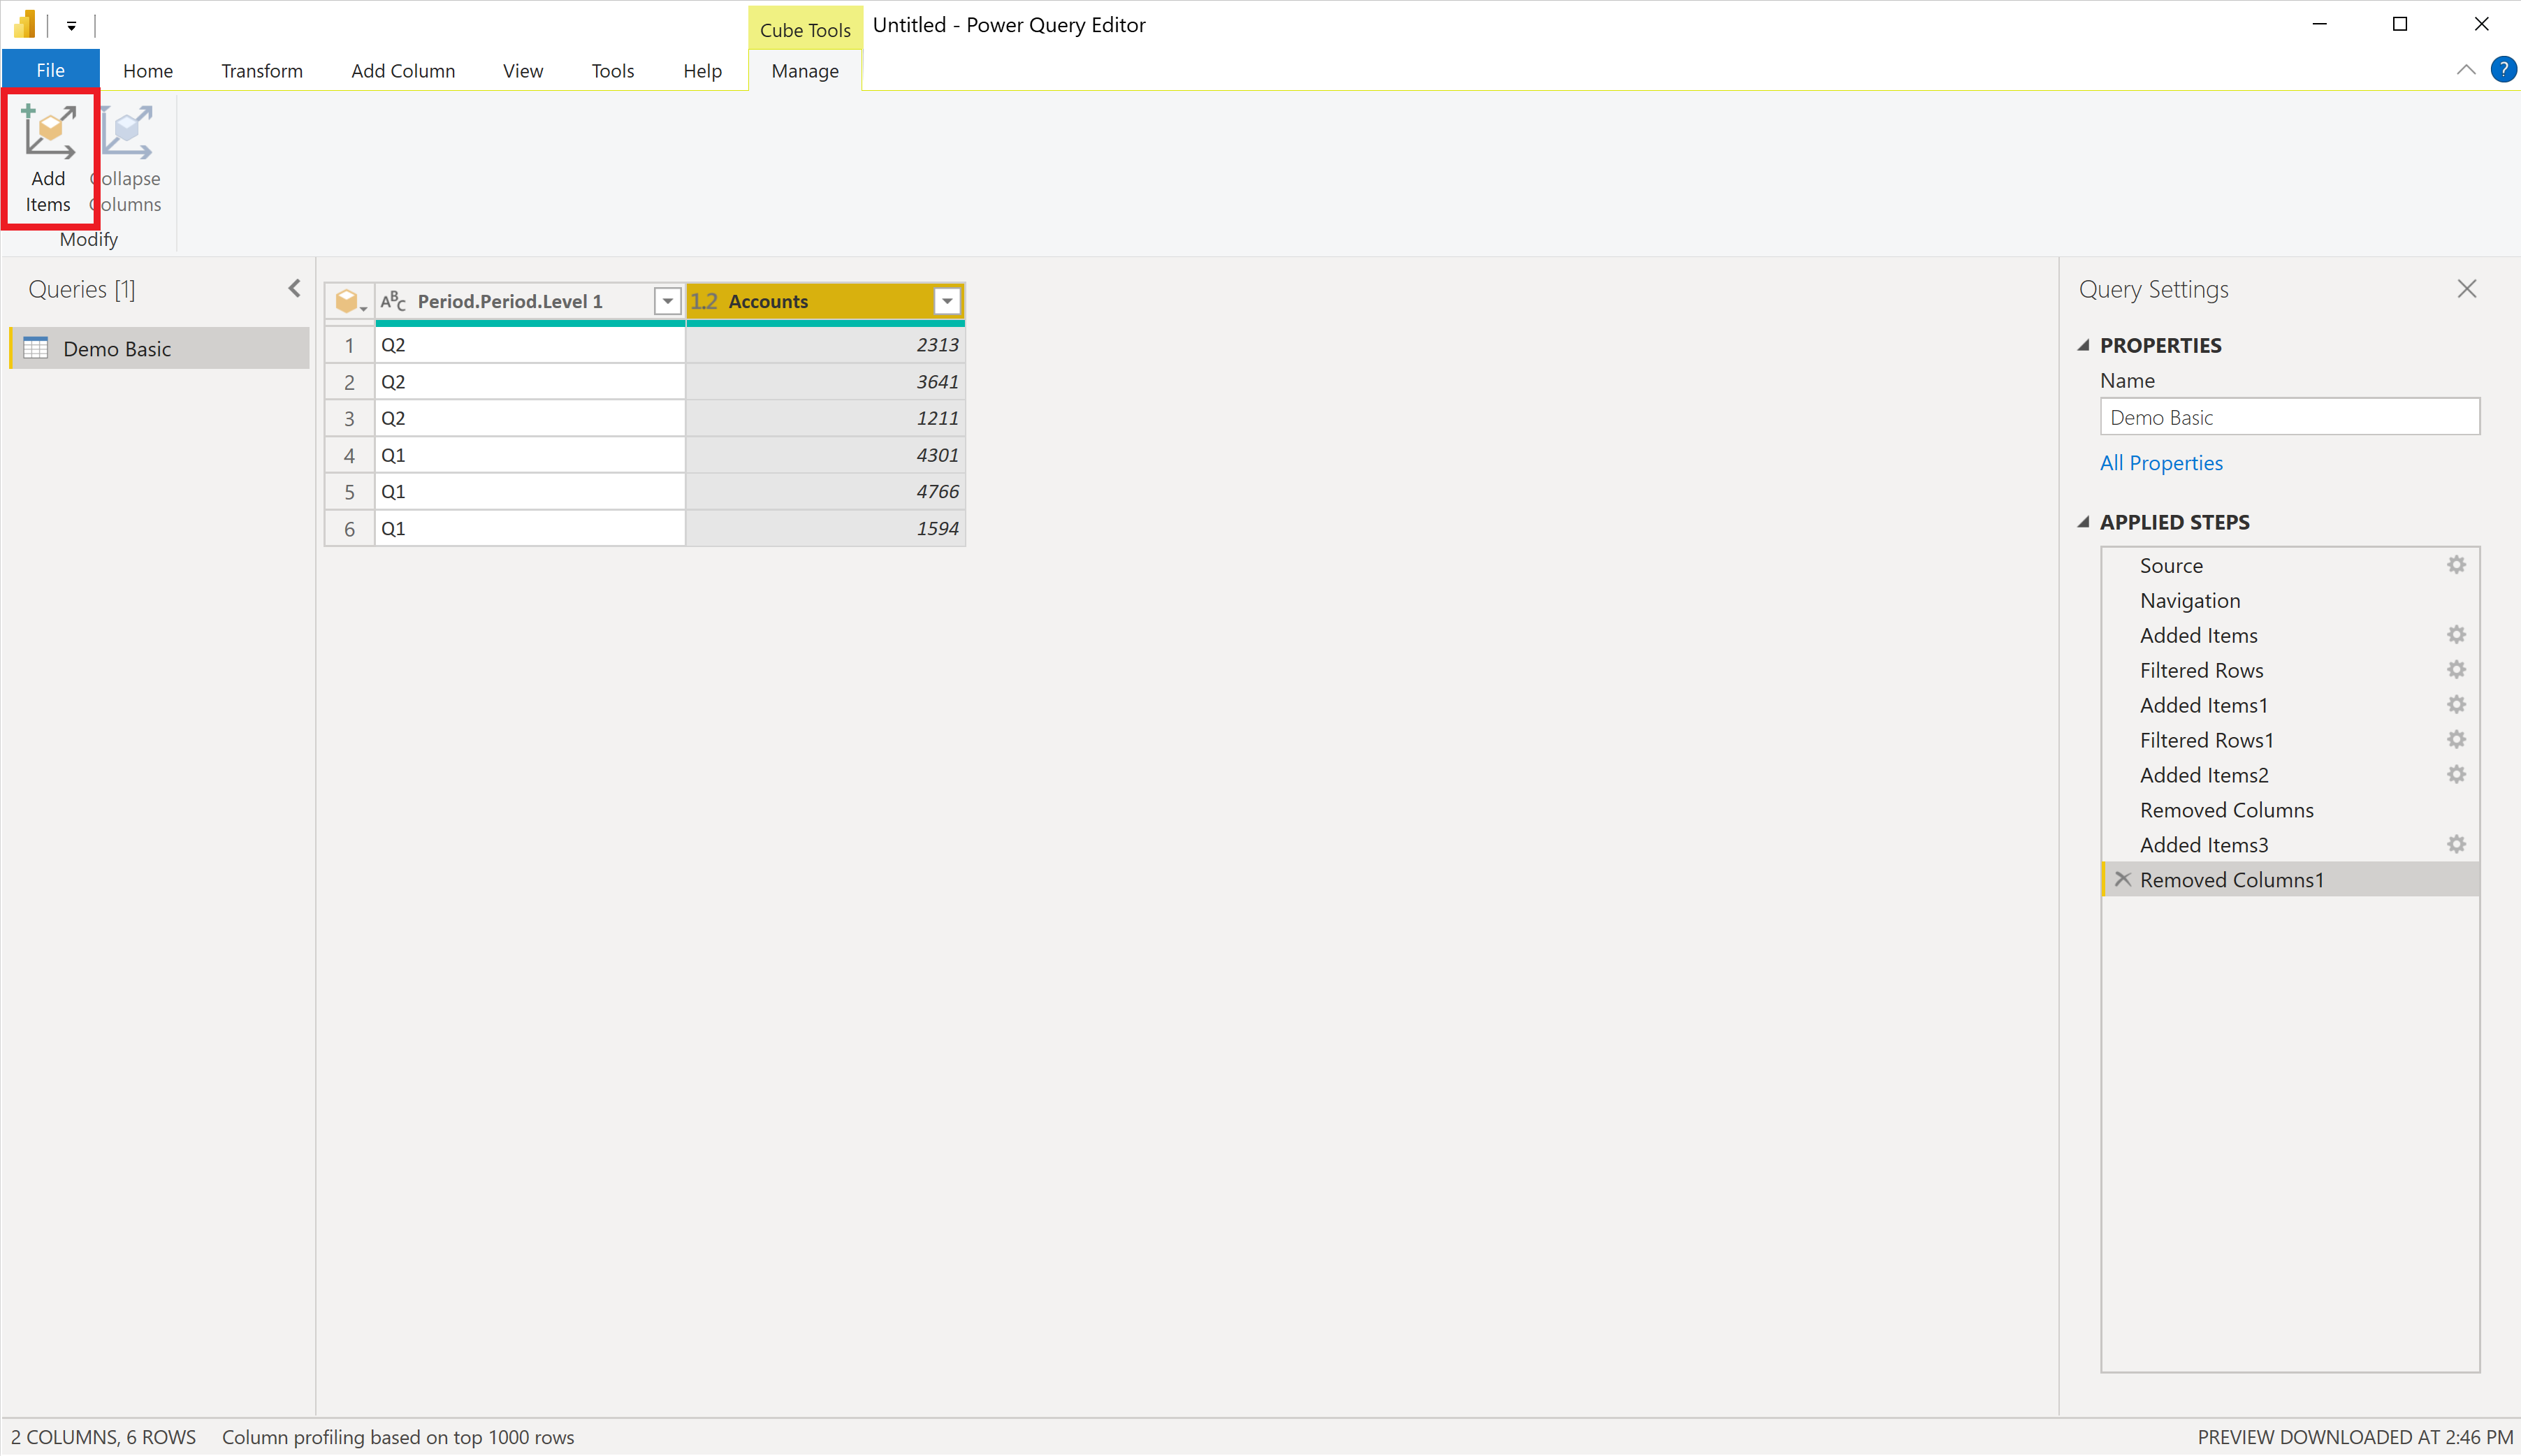 Cube Tools
Untitled - Power Query Editor
File Home Transform Add Column View Tools Help Manage
?
Add Items
Collapse Columns
Modify
Queries [1]
Demo Basic
ABC Period.Period.Level 1 1.2 Accounts
1 Q2 2313
2 Q2 3641
3 Q2 1211
4 Q1 4301
5 Q1 4766
6 Q1 1594
Query Settings
PROPERTIES
Name
Demo Basic
All Properties
APPLIED STEPS
Source
Navigation
Added Items
Filtered Rows
Added Items1
Filtered Rows1
Added Items2
Removed Columns
Added Items3
Removed Columns1
2 COLUMNS, 6 ROWS Column profiling based on top 1000 rows
PREVIEW DOWNLOADED AT 2:46 PM